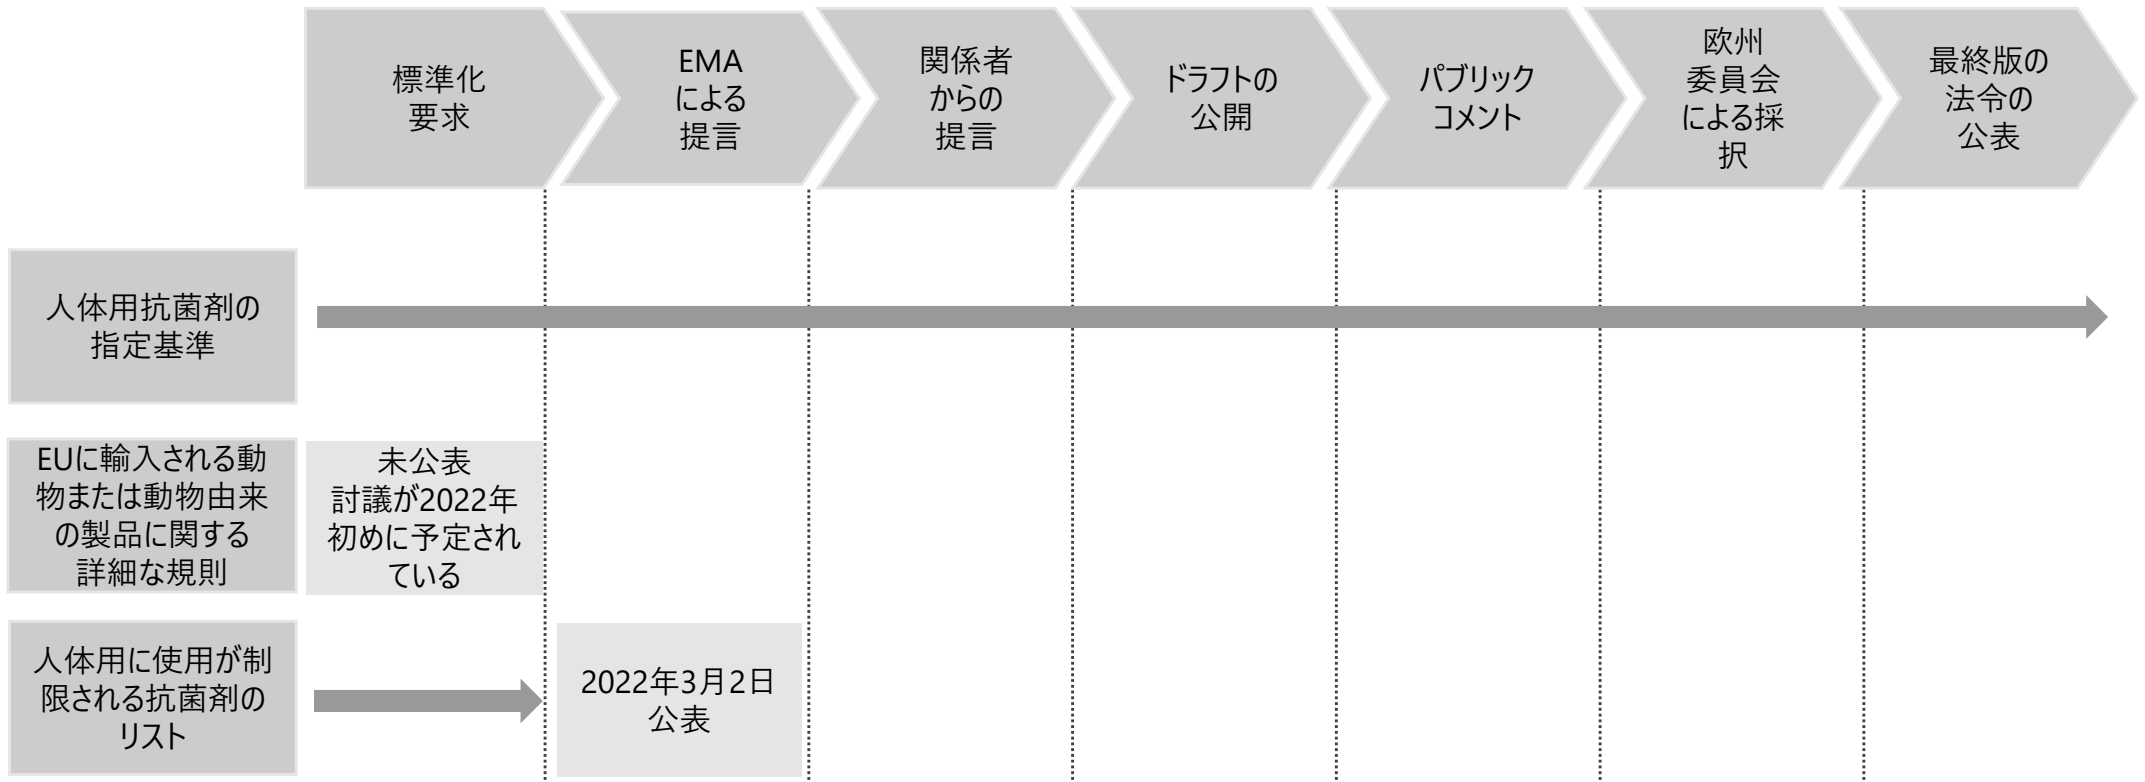 標準化
要求
EMA
による
提言
関係者
からの
提言
ドラフトの
公開
パブリック
コメント
欧州
委員会
による採
択
最終版の
法令の
公表
人体用抗菌剤の
指定基準
EUに輸入される動
物または動物由来
の製品に関する
詳細な規則
未公表
討議が2022年
初めに予定され
ている
人体用に使用が制
限される抗菌剤の
リスト
2022年3月2日
公表